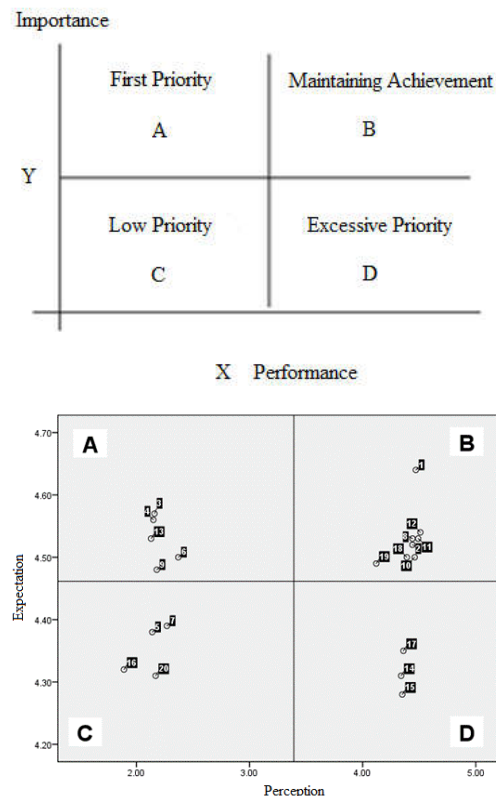 Importance
First Priority
Maintaining Achievement
A
B
Y
Low Priority
Excessive Priority
C
D
X Performance
A
B
4.70
1
4.60
3
4
12
13
8
11
6
18
2
4.50
9
19
10
Expectation
7
4.40
5
17
16
20
14
4.30
15
C
D
4.20
2.00
3.00
4.00
5.00
Perception